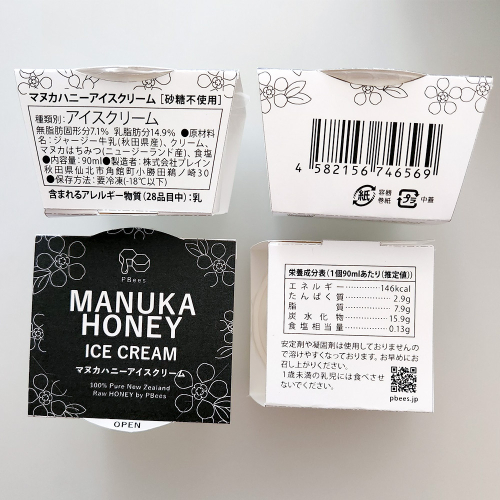 マヌカハニーアイスクリーム［砂糖不使用］
種類別：アイスクリーム
無脂乳固形分7.1% 乳脂肪分14.9% ●原材料
名：ジャージー牛乳(秋田県産)、クリーム、
マヌカはちみつ(ニュージーランド産)、食塩
●内容量：90ml●製造者：株式会社プレイン
秋田県仙北市角館町小勝田鵜ノ崎30
●保存方法：要冷凍(-18℃以下)
含まれるアレルギー物質(28品目中)：乳
4 582156 746569
紙
容器
巻紙
プラ
中蓋
PBees
MANUKA
HONEY
ICE CREAM
マヌカハニーアイスクリーム
100% Pure New Zealand
Raw HONEY by PBees
OPEN
栄養成分表（1個90mlあたり(推定値)）
エネルギー 146kcal
たんぱく質 2.9g
脂質 7.9g
炭水化物 15.9g
食塩相当量 0.13g
安定剤や凝固剤は使用しておりませんの
で溶けやすくなっております。お早めにお
召し上がりください。
1歳未満の乳児には食べさせ
ないでください。
pbees.jp